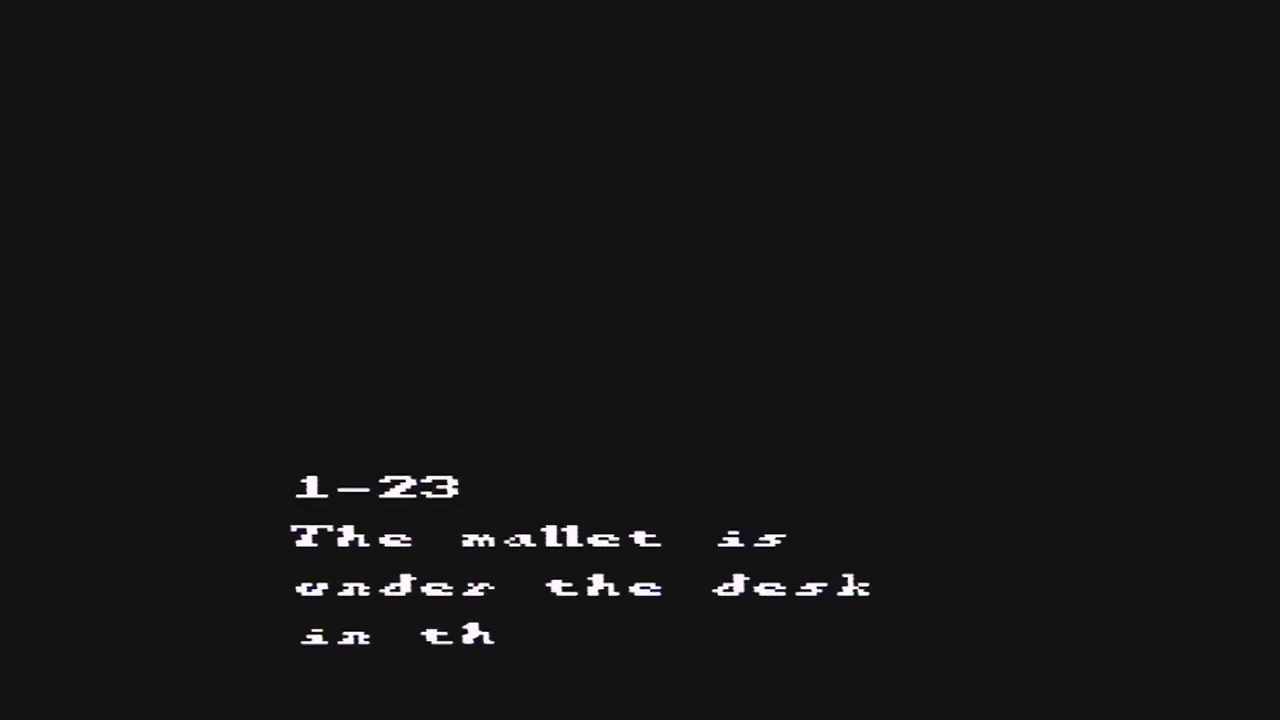 1-23
The mallet is
under the desk
in th